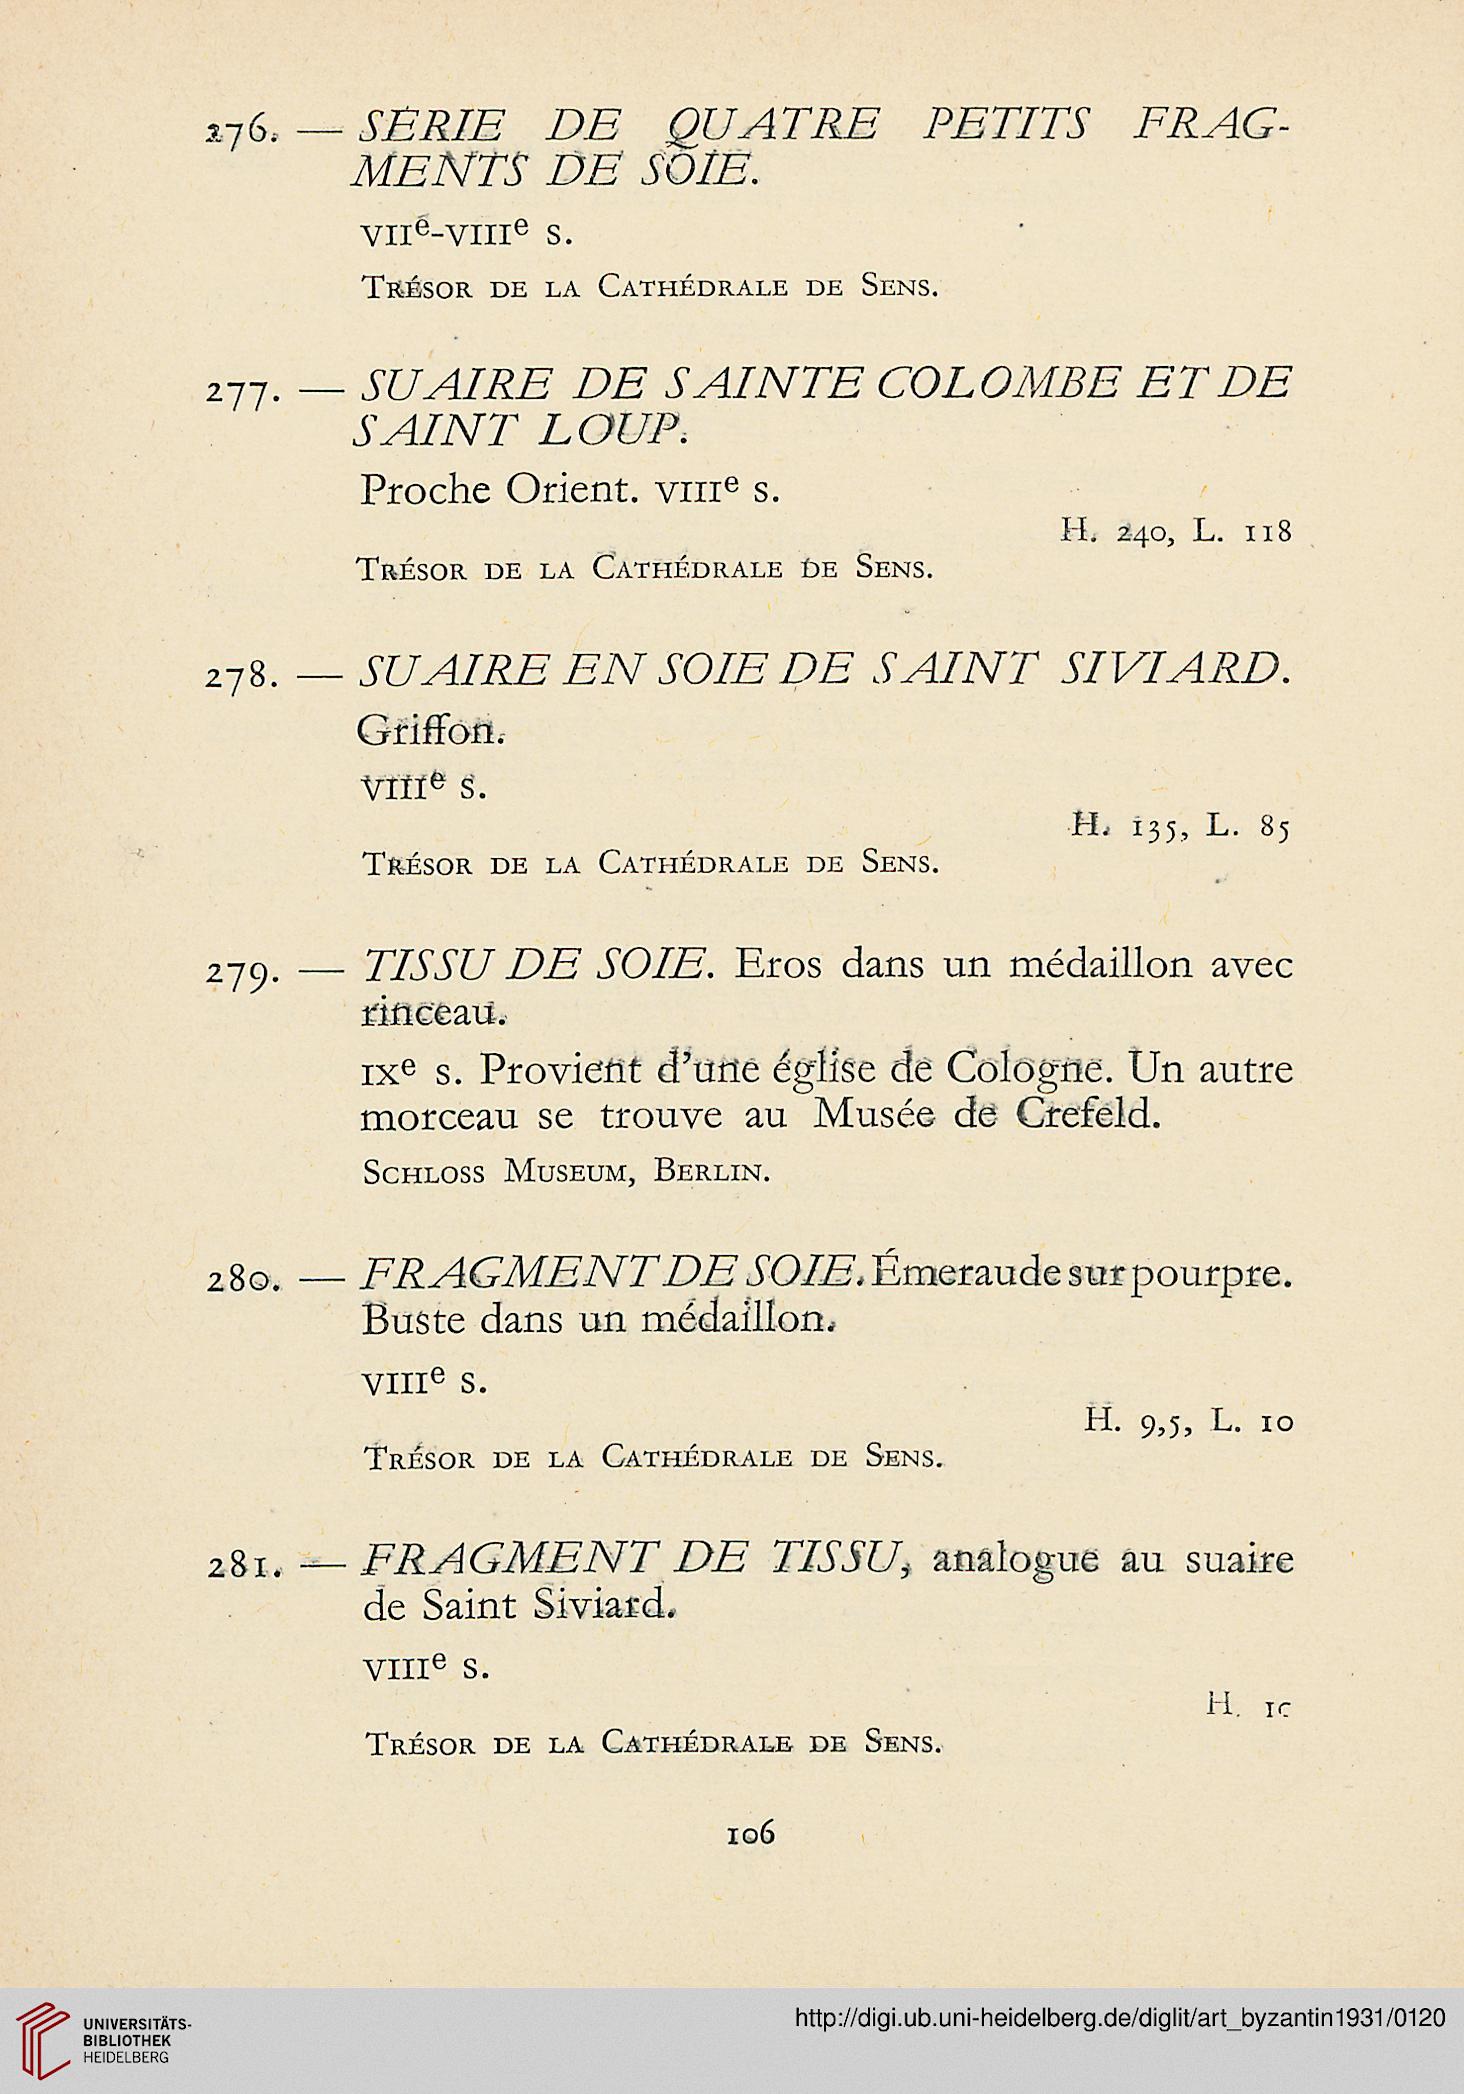 276. — SÉRIE DE QUATRE PETITS FRAG-
MENTS DE SOIE.
VIIe-VIIIe s.
Trésor de la Cathédrale de Sens.
277. — SUAIRE DE SAINTE COLOMBE ET DE
SAINT LOUP.
Proche Orient. VIIIe s.
H. 240, L. 118
Trésor de la Cathédrale de Sens.
278. — SUAIRE EN SOIE DE SAINT SIVIARD.
Griffon.
VIIIe s.
H. 135, L. 85
Trésor de la Cathédrale de Sens.
279. — TISSU DE SOIE. Eros dans un médaillon avec
rinceau.
IXe s. Provient d'une église de Cologne. Un autre
morceau se trouve au Musée de Crefeld.
Schloss Museum, Berlin.
280. — FRAGMENT DE SOIE. Émeraude sur pourpre.
Buste dans un médaillon.
VIIIe s.
H. 9,5, L. 10
Trésor de la Cathédrale de Sens.
281. — FRAGMENT DE TISSU, analogue au suaire
de Saint Siviard.
VIIIe s.
H.
Trésor de la Cathédrale de Sens.
106
UNIVERSITÄTS-
BIBLIOTHEK
HEIDELBERG
http://digi.ub.uni-heidelberg.de/diglit/art_byzantin1931/0120